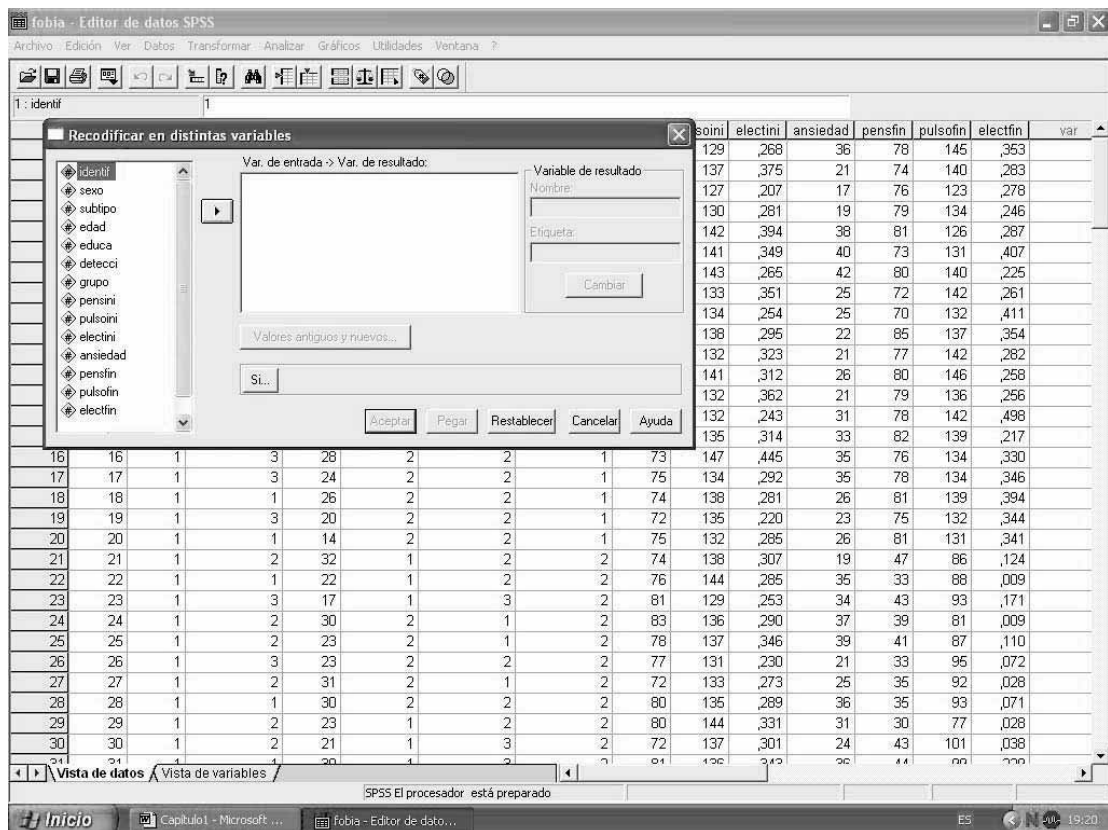 fobia - Editor de datos SPSS
Archivo Edición Ver Datos Transformar Analizar Gráficos Utilidades Ventana ?
1 : identif 1
soini electini ansiedad pensfin pulsofin electfin var
Recodificar en distintas variables
identif
sexo
subtipo
edad
educa
detecci
grupo
pensini
pulsoini
electini
ansiedad
pensfin
pulsofin
electfin
Var. de entrada -> Var. de resultado:
Variable de resultado
Nombre:
Etiqueta:
Cambiar
Valores antiguos y nuevos...
Si...
Aceptar Pegar Restablecer Cancelar Ayuda
129 ,268 36 78 145 ,353
137 ,375 21 74 140 ,283
127 ,207 17 76 123 ,278
130 ,281 19 79 134 ,246
142 ,394 38 81 126 ,287
141 ,349 40 73 131 ,407
143 ,265 42 80 140 ,225
133 ,351 25 72 142 ,261
134 ,254 25 70 132 ,411
138 ,295 22 85 137 ,354
132 ,323 21 77 142 ,282
141 ,312 26 80 146 ,258
132 ,362 21 79 136 ,256
132 ,243 31 78 142 ,498
135 ,314 33 82 139 ,217
16 16 1 3 28 2 2 1 73 147 ,445 35 76 134 ,330
17 17 1 3 24 2 2 1 75 134 ,292 35 78 134 ,346
18 18 1 1 26 2 2 1 74 138 ,281 26 81 139 ,394
19 19 1 3 20 2 2 1 72 135 ,220 23 75 132 ,344
20 20 1 1 14 2 2 1 75 132 ,285 26 81 131 ,341
21 21 1 2 32 1 2 2 74 138 ,307 19 47 86 ,124
22 22 1 1 22 1 2 2 76 144 ,285 35 33 88 ,009
23 23 1 3 17 1 3 2 81 129 ,253 34 43 93 ,171
24 24 1 2 30 2 1 2 83 136 ,290 37 39 81 ,009
25 25 1 2 23 2 1 2 78 137 ,346 39 41 87 ,110
26 26 1 3 23 2 2 2 77 131 ,230 21 33 95 ,072
27 27 1 2 31 2 1 2 72 133 ,273 25 35 92 ,028
28 28 1 1 30 2 2 2 80 135 ,289 36 35 93 ,071
29 29 1 2 23 1 2 2 80 144 ,331 31 30 77 ,028
30 30 1 2 21 1 3 2 72 137 ,301 24 43 101 ,038
Vista de datos Vista de variables
SPSS El procesador está preparado
Inicio Capítulo1 - Microsoft ... fobia - Editor de dato... ES 19:20